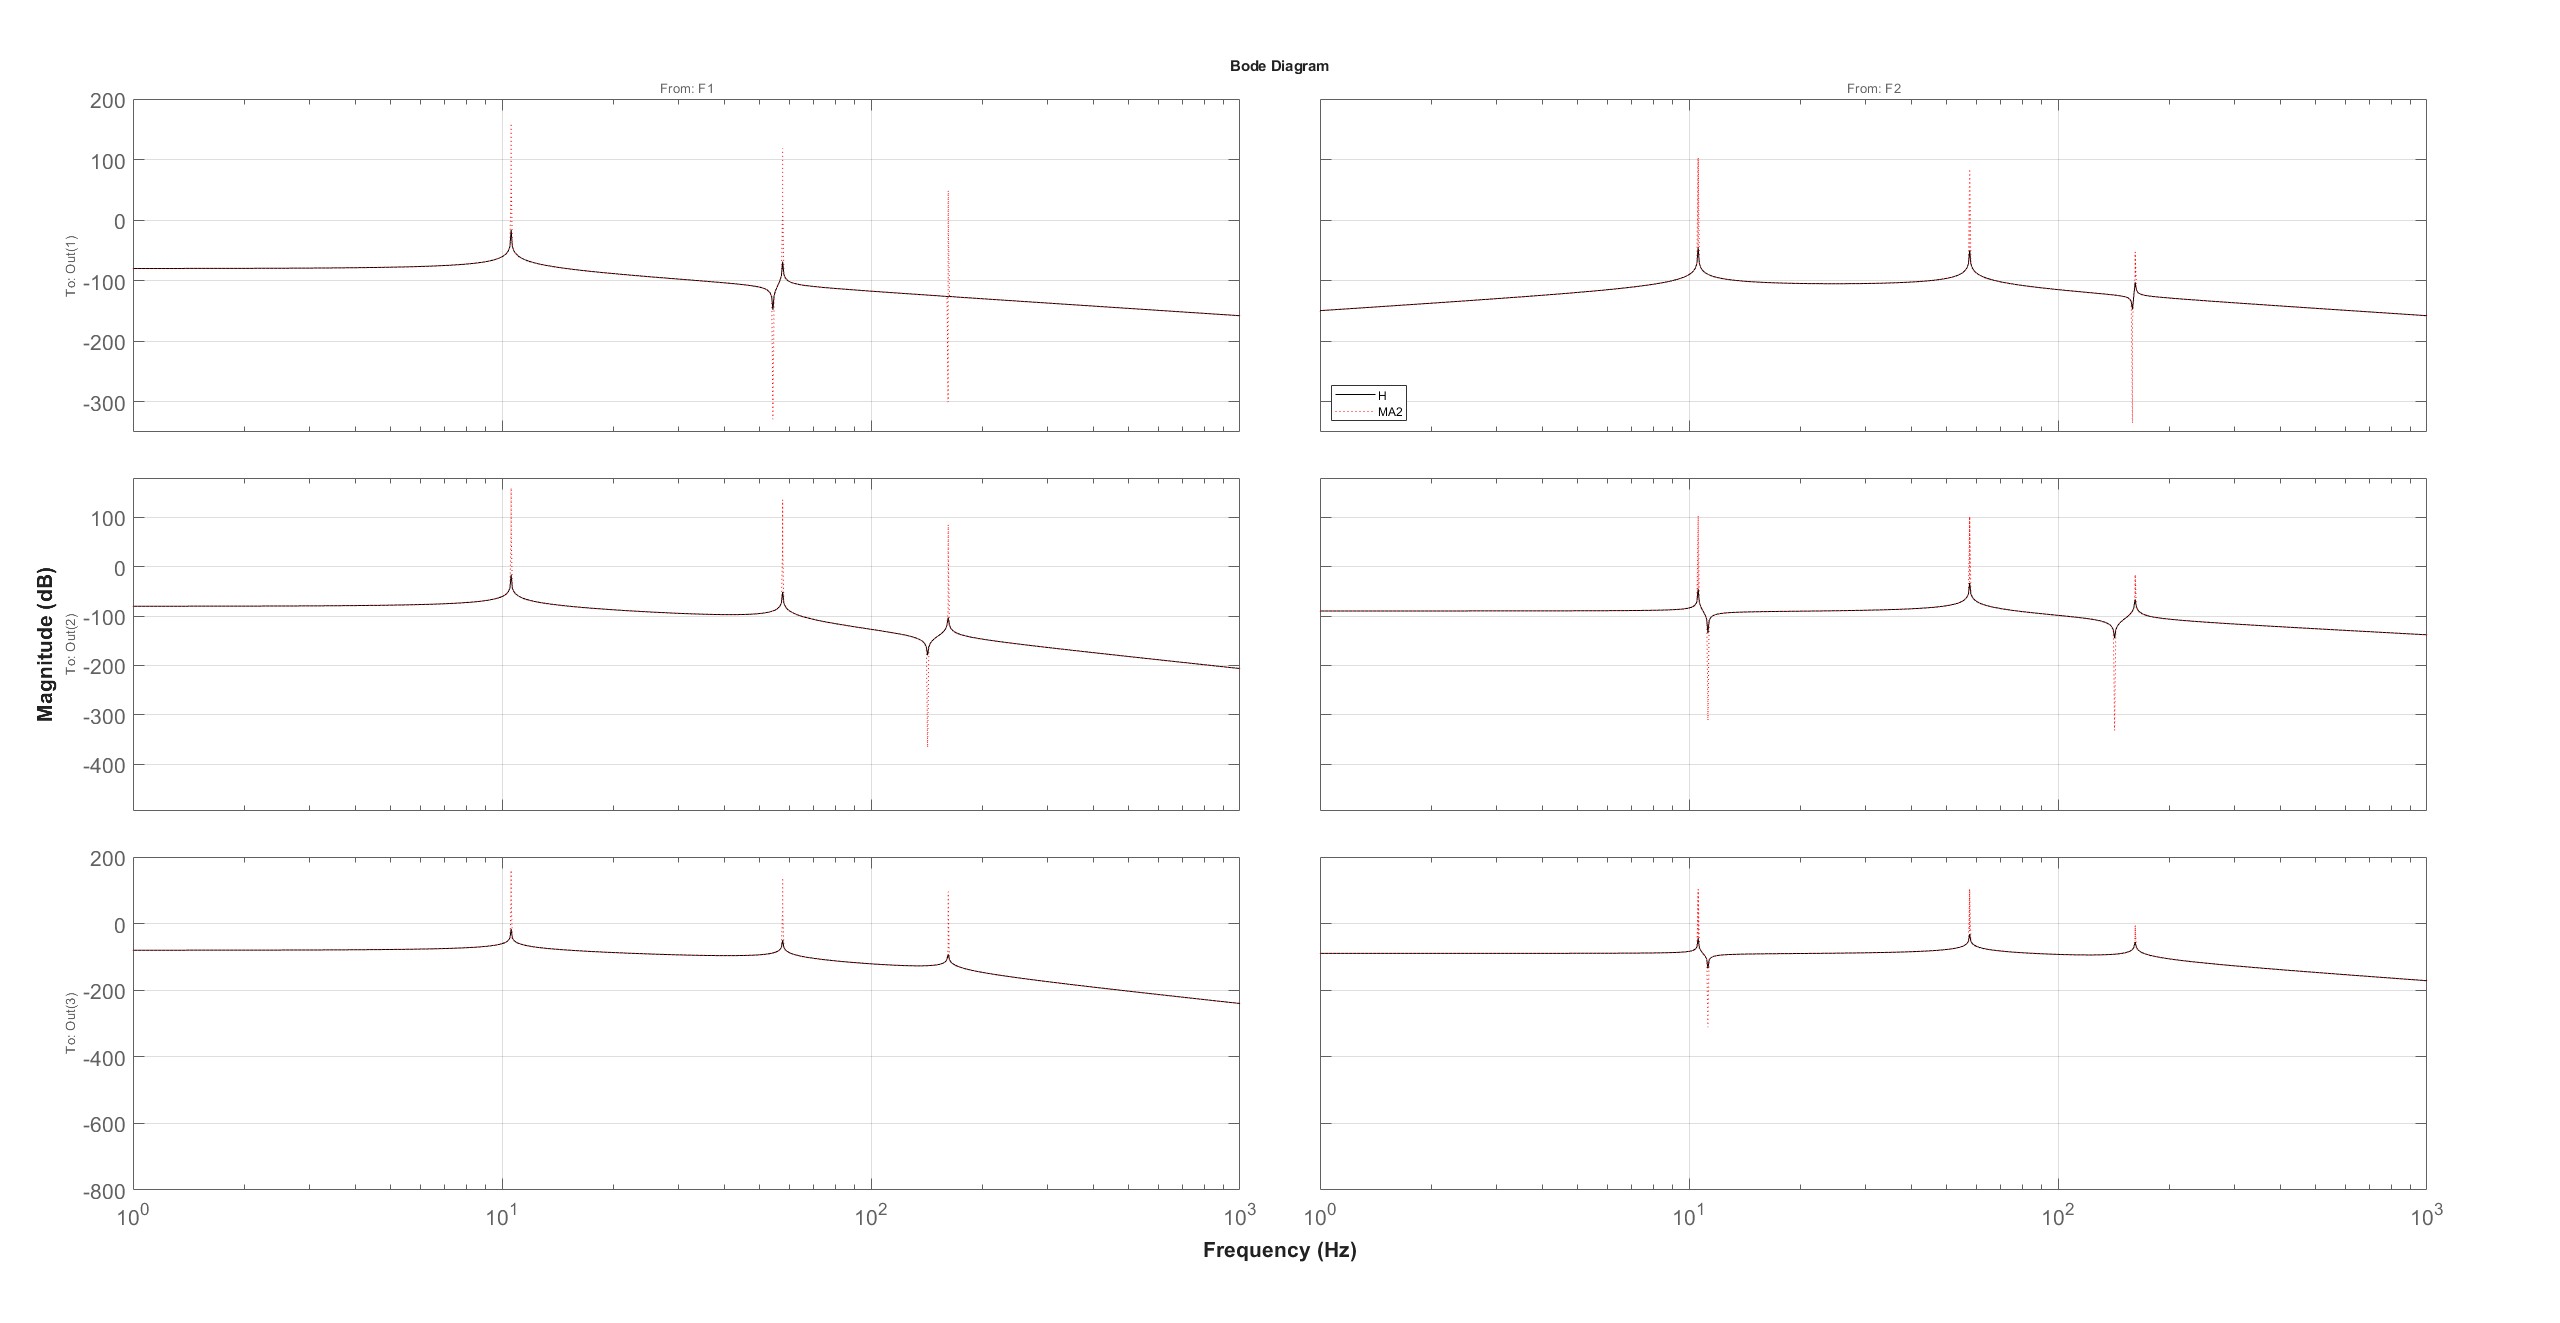 Bode Diagram
From: F1
From: F2
200
100
0
-100
-200
-300
To: Out(1)
H
MA2
100
0
-100
-200
-300
-400
To: Out(2)
Magnitude (dB)
200
0
-200
-400
-600
-800
To: Out(3)
10^0 10^1 10^2 10^3 10^0 10^1 10^2 10^3
Frequency (Hz)